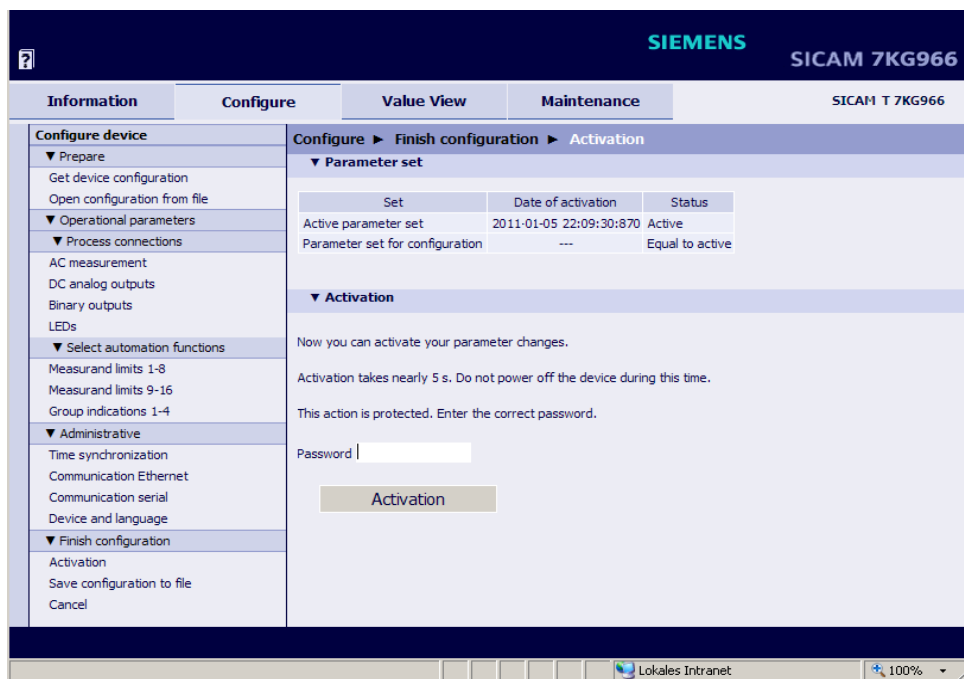 ?
SIEMENS
SICAM 7KG966
Information
Configure
Value View
Maintenance
SICAM T 7KG966
Configure device
▼ Prepare
Get device configuration
Open configuration from file
▼ Operational parameters
▼ Process connections
AC measurement
DC analog outputs
Binary outputs
LEDs
▼ Select automation functions
Measurand limits 1-8
Measurand limits 9-16
Group indications 1-4
▼ Administrative
Time synchronization
Communication Ethernet
Communication serial
Device and language
▼ Finish configuration
Activation
Save configuration to file
Cancel
Configure ► Finish configuration ► Activation
▼ Parameter set
Set Date of activation Status
Active parameter set 2011-01-05 22:09:30:870 Active
Parameter set for configuration --- Equal to active
▼ Activation
Now you can activate your parameter changes.
Activation takes nearly 5 s. Do not power off the device during this time.
This action is protected. Enter the correct password.
Password
Activation
Lokales Intranet
100%